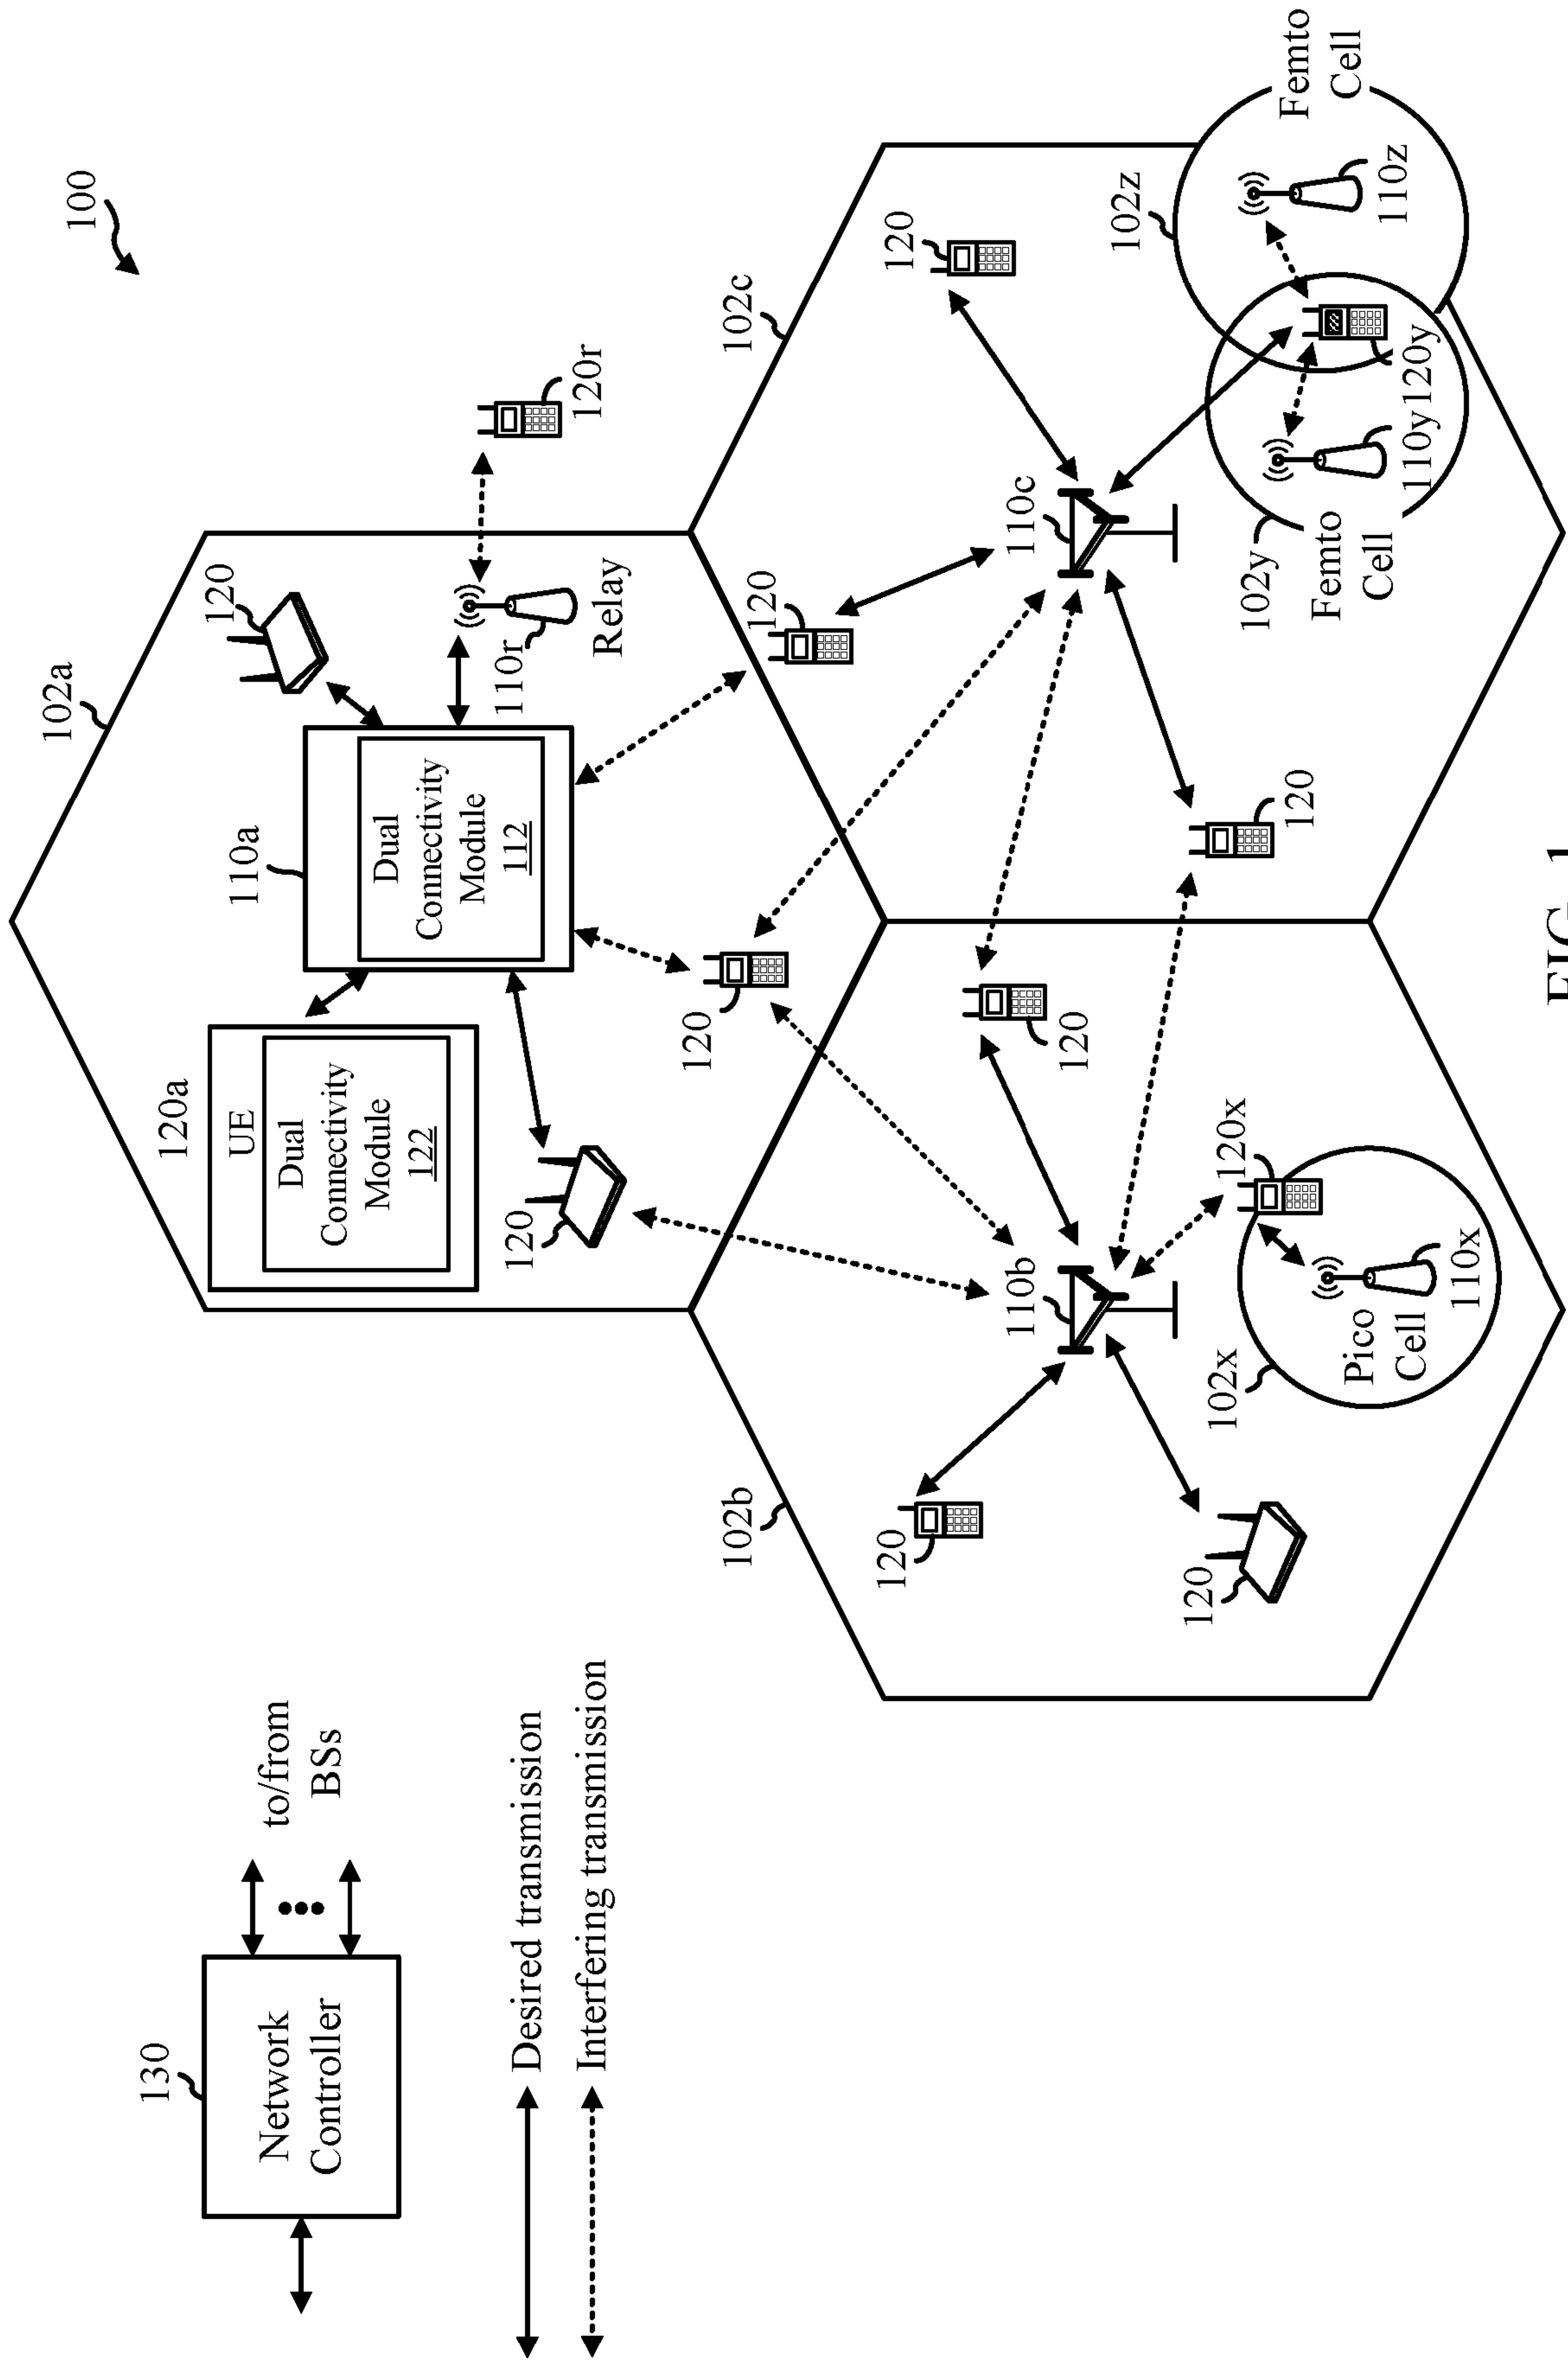 100
130
Network
Controller
to/from
BSs
Desired transmission
Interfering transmission
102a
120a
UE
Dual
Connectivity
Module
122
110a
Dual
Connectivity
Module
112
120
120
110r
Relay
120r
120
120
102b
102c
120
120
110b
120
110c
120
120
120
102x
Pico
Cell
110x
120x
102y
Femto
Cell
110y
120y
102z
110z
Femto
Cell
FIG. 1